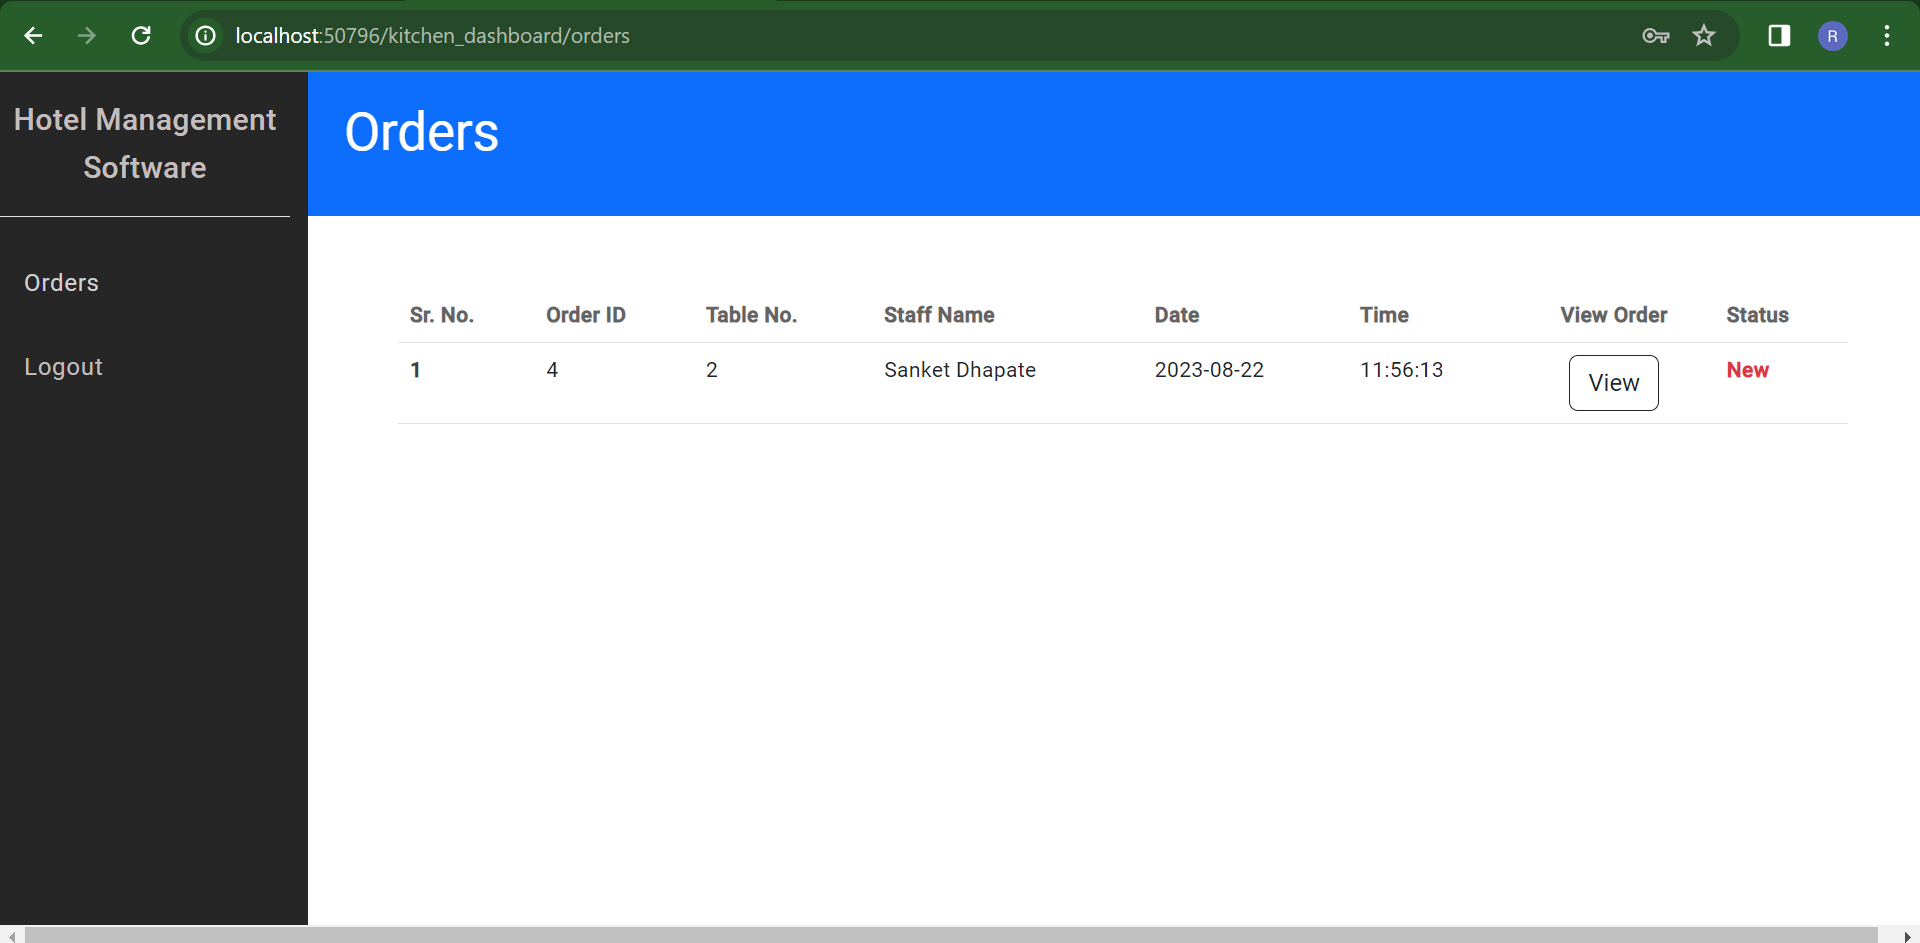 localhost:50796/kitchen_dashboard/orders
R
Hotel Management
Software
Orders
Logout
Orders
Sr. No. Order ID Table No. Staff Name Date Time View Order Status
1 4 2 Sanket Dhapate 2023-08-22 11:56:13 View New